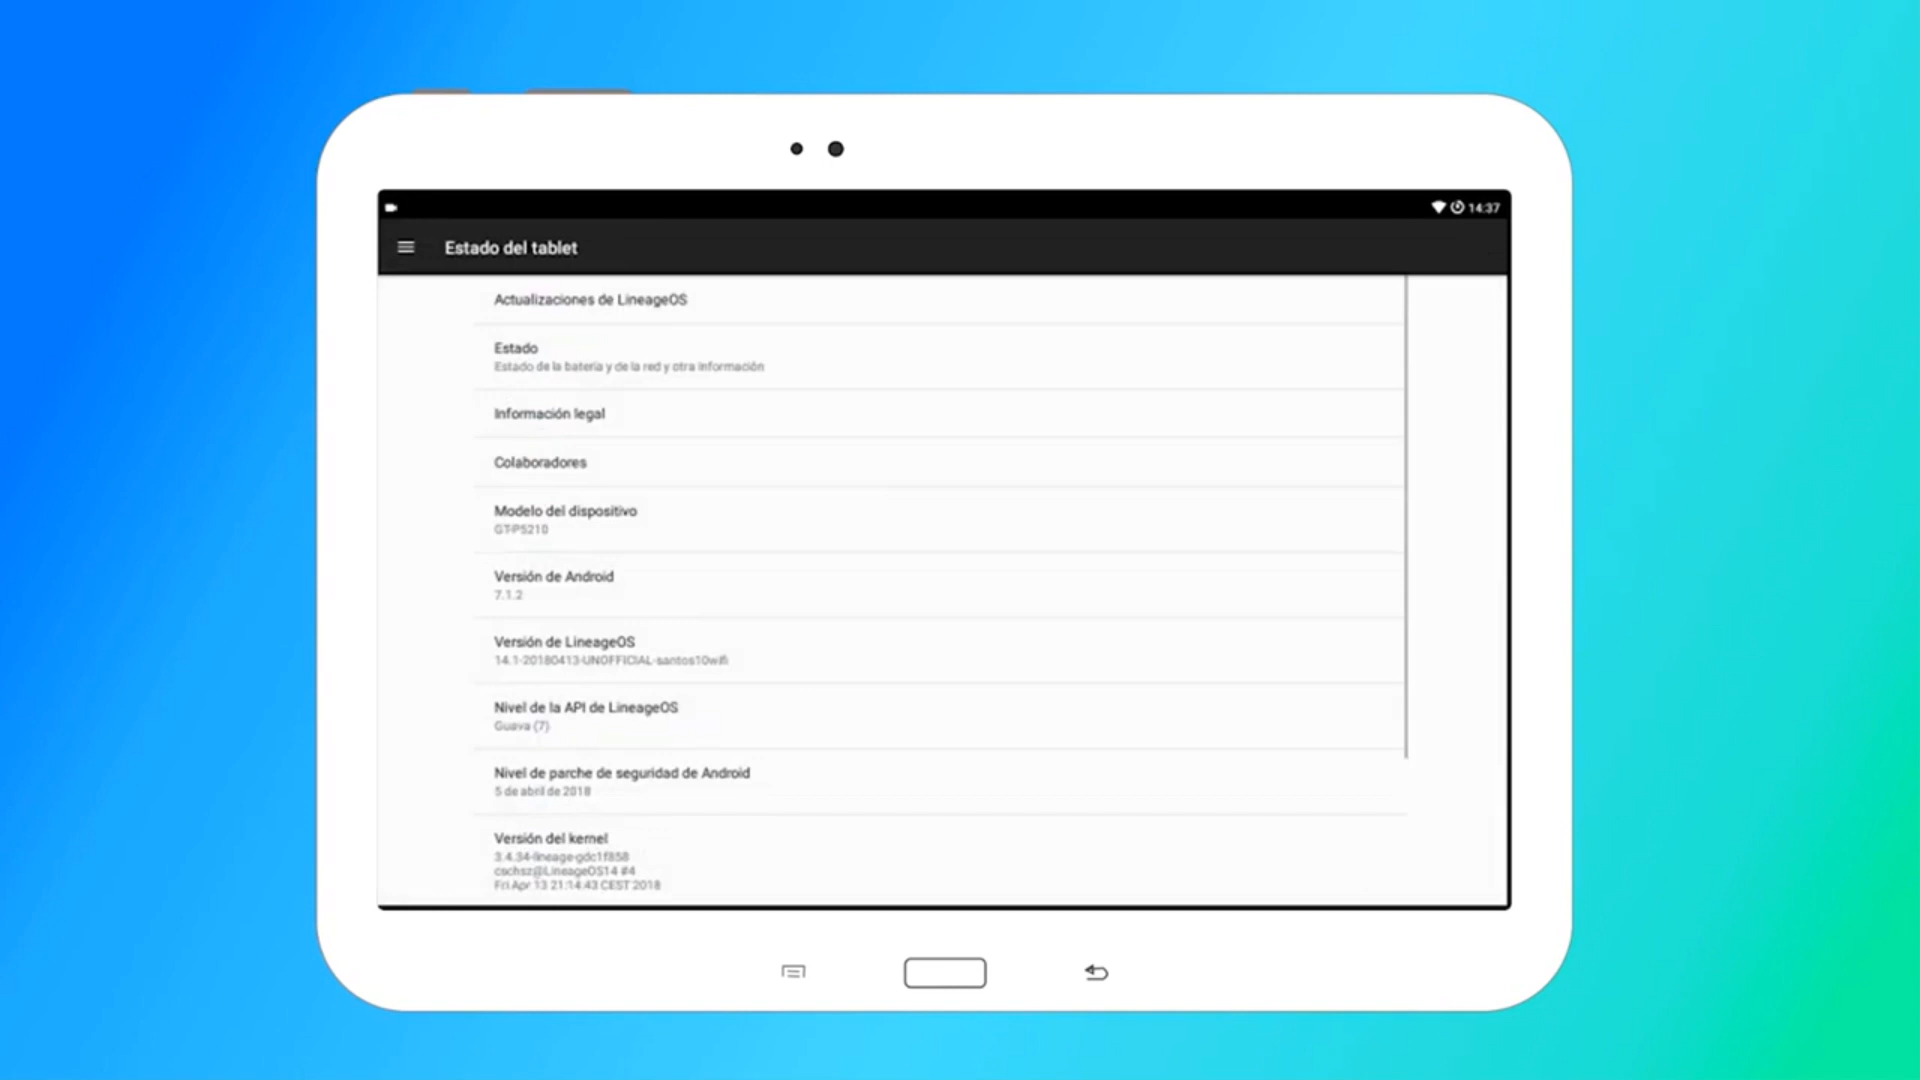 14:37
Estado del tablet
Actualizaciones de LineageOS
Estado
Estado de la batería y de la red y otra información
Información legal
Colaboradores
Modelo del dispositivo
GT-P5210
Versión de Android
7.1.2
Versión de LineageOS
14.1-20180413-UNOFFICIAL-santos10wifi
Nivel de la API de LineageOS
Guava (7)
Nivel de parche de seguridad de Android
5 de abril de 2018
Versión del kernel
3.4.34-lineage-gdc1f858
cschsz@LineageOS14 #4
Fri Apr 13 21:14:43 CEST 2018